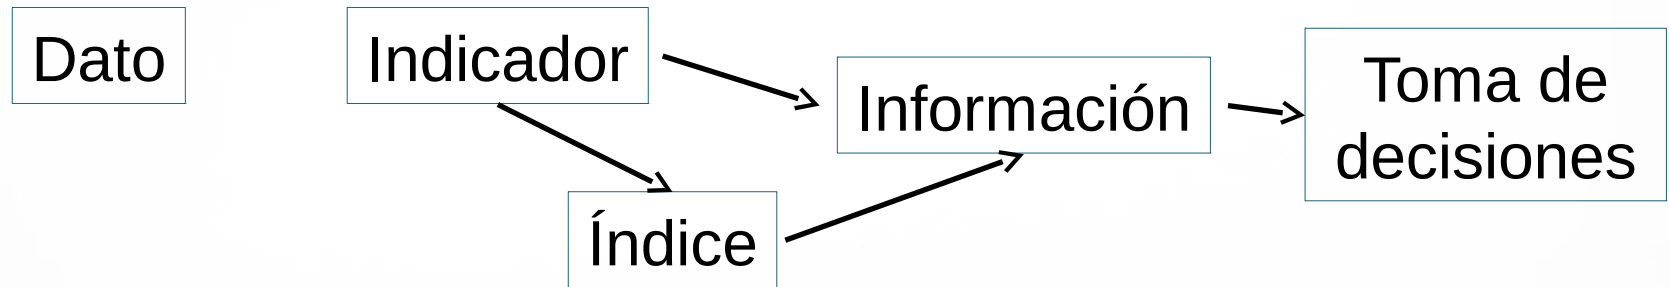 Dato
Indicador
Información
Toma de
decisiones
Índice